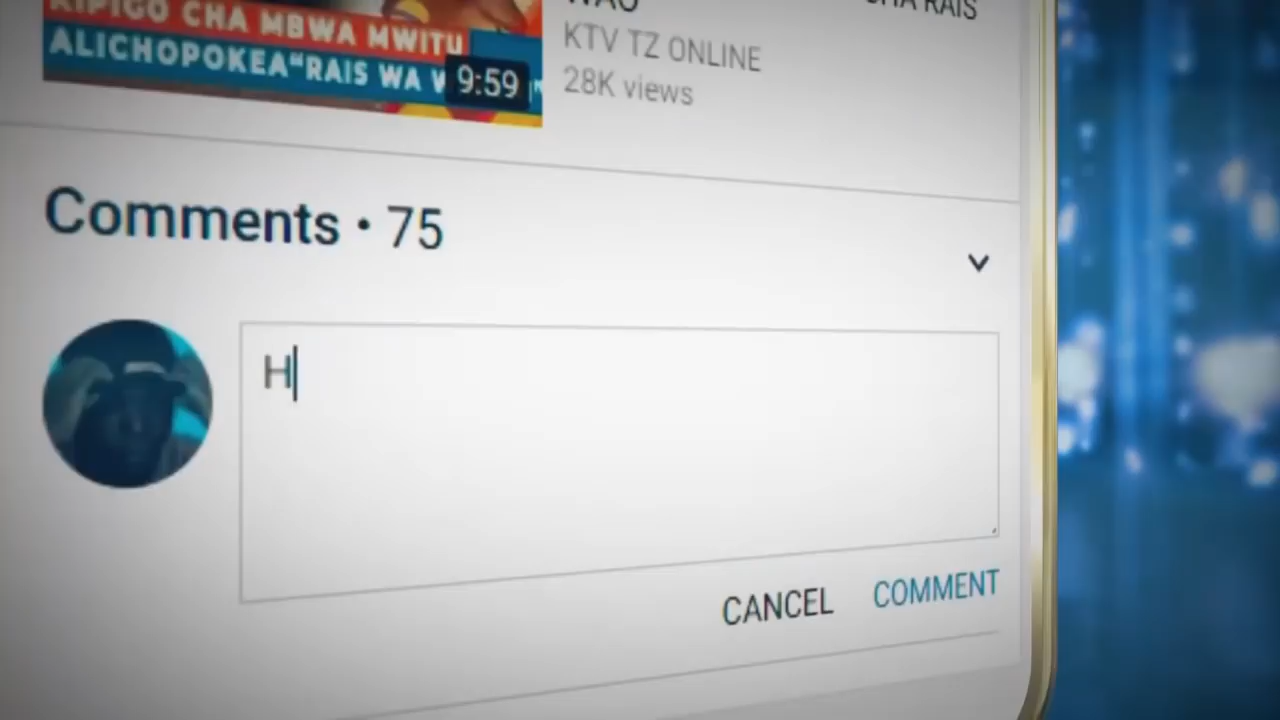 KIPIGO CHA MBWA MWITU
ALICHOPOKEA"RAIS WA
9:59
WAO
CHA RAIS
KTV TZ ONLINE
28K views
Comments • 75
H
CANCEL
COMMENT